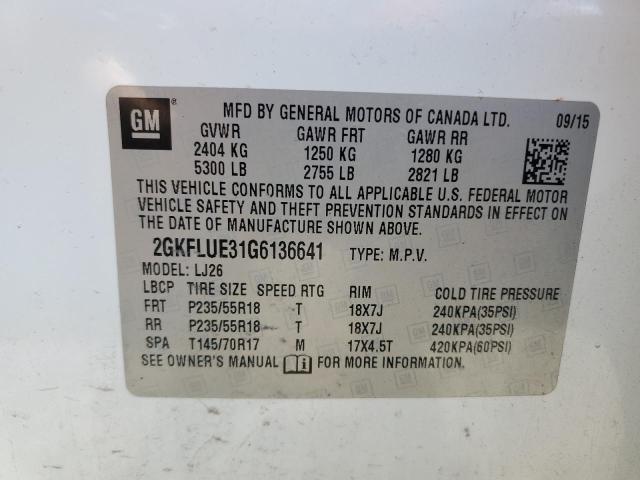 GM ®
MFD BY GENERAL MOTORS OF CANADA LTD. 09/15
GVWR GAWR FRT GAWR RR
2404 KG 1250 KG 1280 KG
5300 LB 2755 LB 2821 LB
THIS VEHICLE CONFORMS TO ALL APPLICABLE U.S. FEDERAL MOTOR
VEHICLE SAFETY AND THEFT PREVENTION STANDARDS IN EFFECT ON
THE DATE OF MANUFACTURE SHOWN ABOVE.
2GKFLUE31G6136641 TYPE: M.P.V.
MODEL: LJ26
LBCP TIRE SIZE SPEED RTG RIM COLD TIRE PRESSURE
FRT P235/55R18 T 18X7J 240KPA(35PSI)
RR P235/55R18 T 18X7J 240KPA(35PSI)
SPA T145/70R17 M 17X4.5T 420KPA(60PSI)
SEE OWNER'S MANUAL FOR MORE INFORMATION.